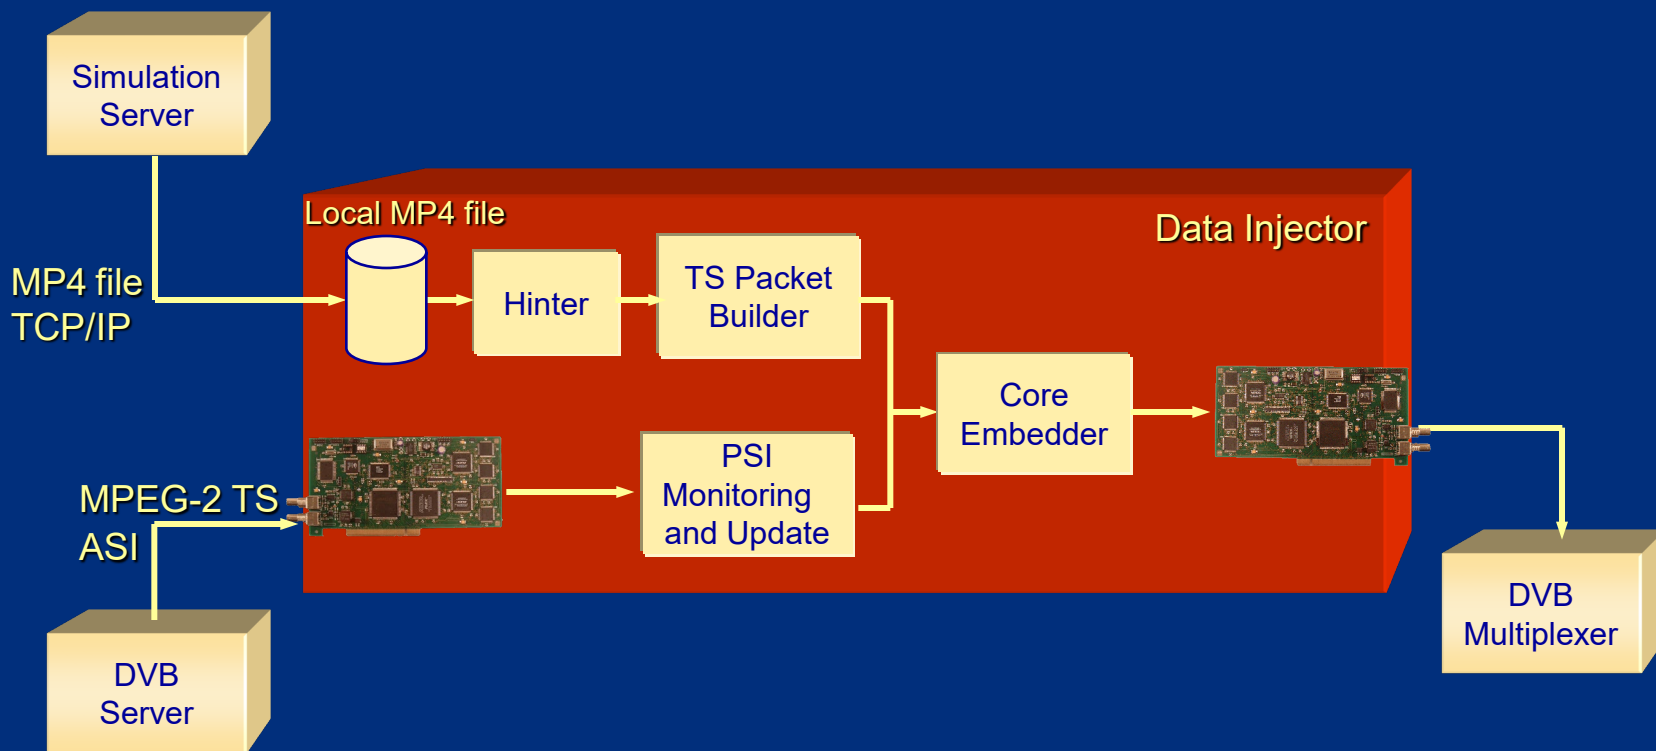 Simulation
Server
Local MP4 file
Data Injector
MP4 file
TCP/IP
Hinter
TS Packet
Builder
Core
Embedder
PSI
Monitoring
and Update
MPEG-2 TS
ASI
DVB
Server
DVB
Multiplexer